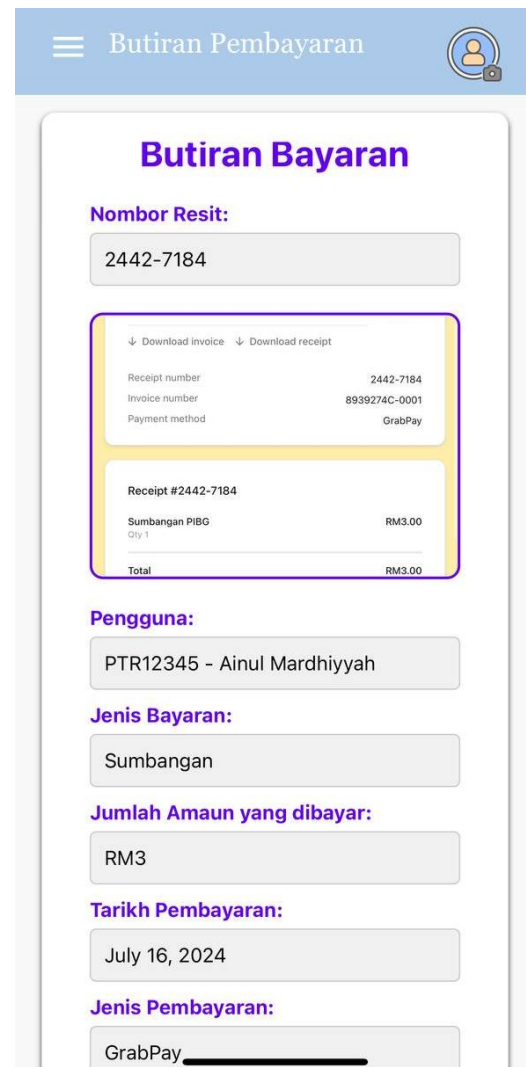 Butiran Pembayaran
Butiran Bayaran
Nombor Resit:
2442-7184
↓ Download invoice ↓ Download receipt
Receipt number 2442-7184
Invoice number 8939274C-0001
Payment method GrabPay
Receipt #2442-7184
Sumbangan PIBG RM3.00
Qty 1
Total RM3.00
Pengguna:
PTR12345 - Ainul Mardhiyyah
Jenis Bayaran:
Sumbangan
Jumlah Amaun yang dibayar:
RM3
Tarikh Pembayaran:
July 16, 2024
Jenis Pembayaran:
GrabPay